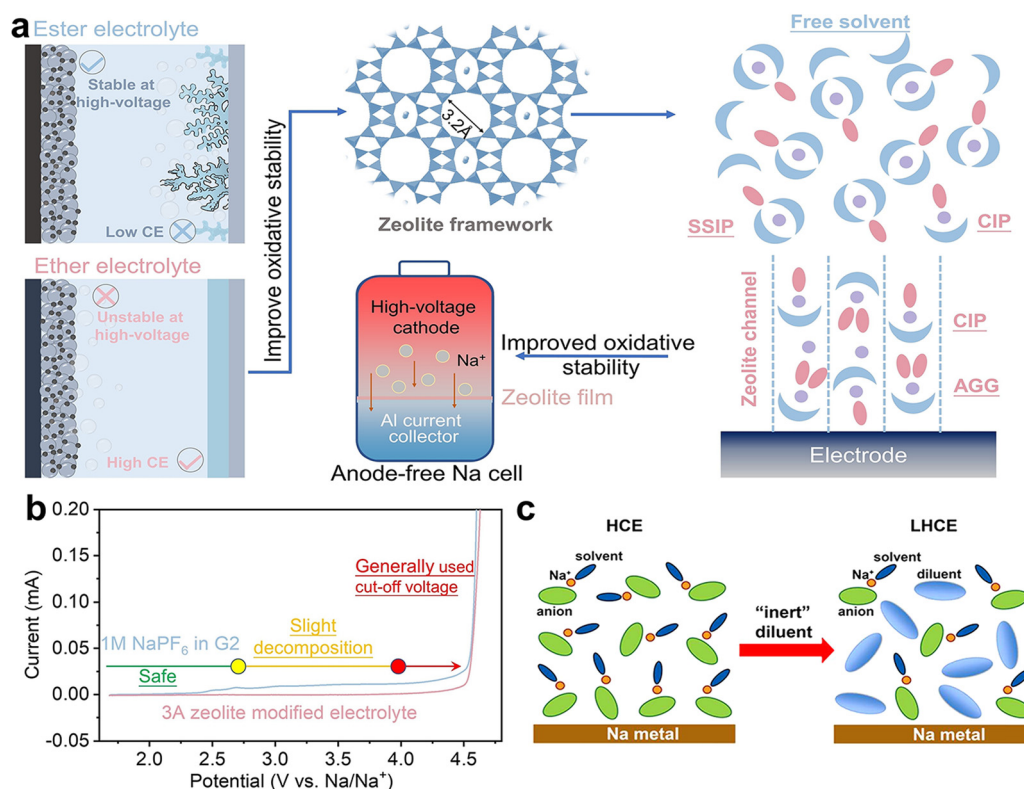 a
Ester electrolyte
Stable at
high-voltage
Low CE
Ether electrolyte
Unstable at
high-voltage
High CE
Improve oxidative stability
3.2Å
Zeolite framework
High-voltage
cathode
Na⁺
Zeolite film
Al current
collector
Anode-free Na cell
Improved oxidative
stability
Free solvent
SSIP
CIP
Zeolite channel
CIP
AGG
Electrode
b
0.20
0.15
0.10
0.05
0.00
-0.05
Current (mA)
Generally used
cut-off voltage
1M NaPF₆ in G2
Slight
decomposition
Safe
3A zeolite modified electrolyte
2.0
2.5
3.0
3.5
4.0
4.5
Potential (V vs. Na/Na⁺)
c
HCE
solvent
Na⁺
anion
Na metal
"inert"
diluent
LHCE
solvent
Na⁺
diluent
anion
Na metal